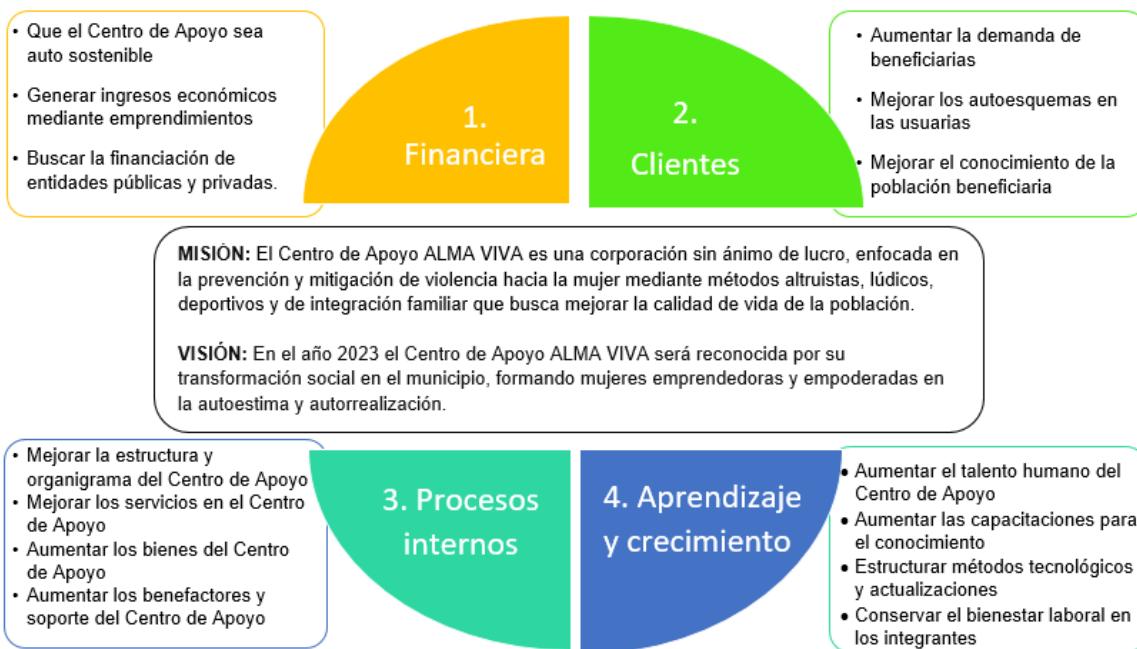 • Que el Centro de Apoyo sea
auto sostenible
• Generar ingresos económicos
mediante emprendimientos
• Buscar la financiación de
entidades públicas y privadas.
1.
Financiera
2.
Clientes
• Aumentar la demanda de
beneficiarias
• Mejorar los autoesquemas en
las usuarias
• Mejorar el conocimiento de la
población beneficiaria
MISIÓN: El Centro de Apoyo ALMA VIVA es una corporación sin ánimo de lucro, enfocada en
la prevención y mitigación de violencia hacia la mujer mediante métodos altruistas, lúdicos,
deportivos y de integración familiar que busca mejorar la calidad de vida de la población.
VISIÓN: En el año 2023 el Centro de Apoyo ALMA VIVA será reconocida por su
transformación social en el municipio, formando mujeres emprendedoras y empoderadas en
la autoestima y autorrealización.
• Mejorar la estructura y
organigrama del Centro de Apoyo
• Mejorar los servicios en el Centro
de Apoyo
• Aumentar los bienes del Centro
de Apoyo
• Aumentar los benefactores y
soporte del Centro de Apoyo
3. Procesos
internos
4. Aprendizaje
y crecimiento
• Aumentar el talento humano del
Centro de Apoyo
• Aumentar las capacitaciones para
el conocimiento
• Estructurar métodos tecnológicos
y actualizaciones
• Conservar el bienestar laboral en
los integrantes